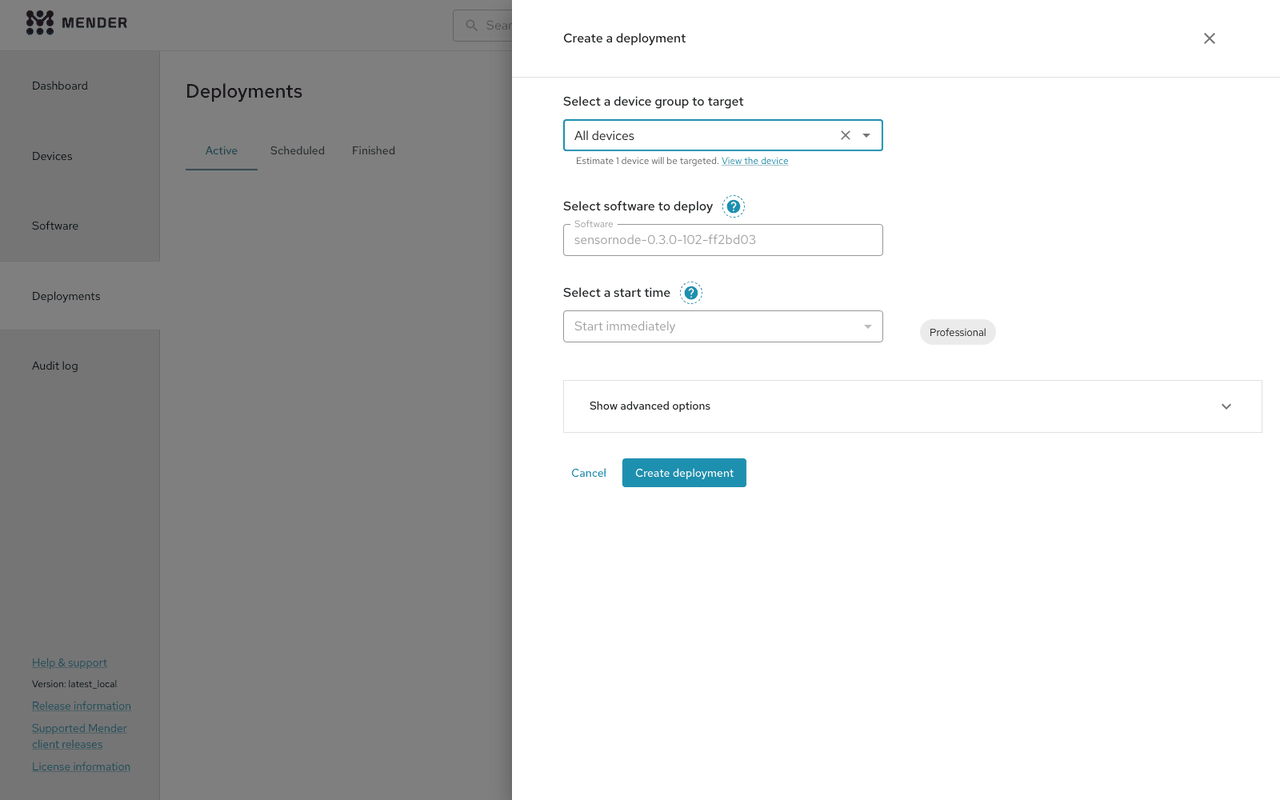 MENDER
Sear
Dashboard
Devices
Software
Deployments
Audit log
Help & support
Version: latest_local
Release information
Supported Mender
client releases
License information
Deployments
Active
Scheduled
Finished
Create a deployment
Select a device group to target
All devices
Estimate 1 device will be targeted. View the device
Select software to deploy
Software
sensornode-0.3.0-102-ff2bd03
Select a start time
Start immediately
Professional
Show advanced options
Cancel
Create deployment